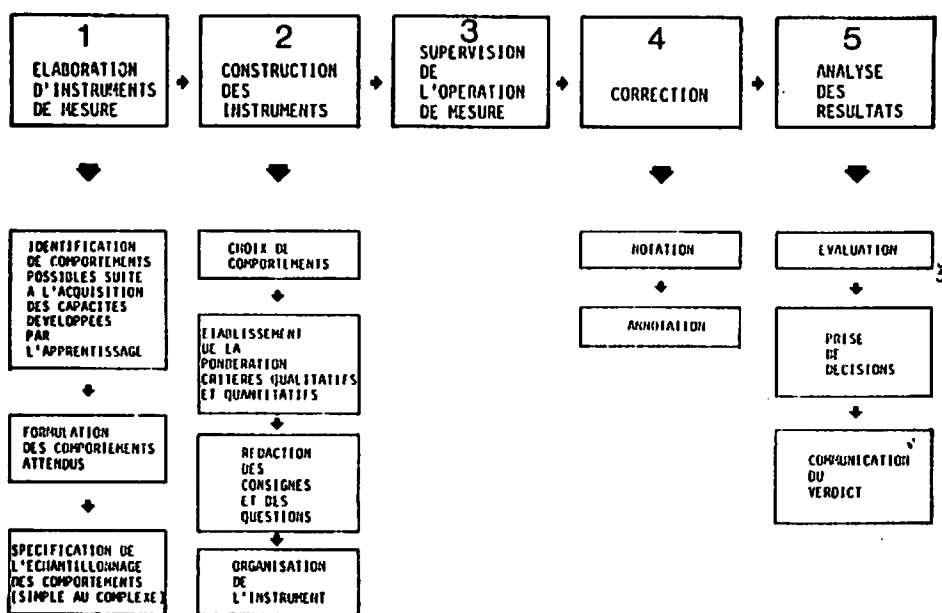 1
ELABORATION
D'INSTRUMENTS
DE MESURE
2
CONSTRUCTION
DES
INSTRUMENTS
3
SUPERVISION
DE
L'OPERATION
DE MESURE
4
CORRECTION
5
ANALYSE
DES
RESULTATS
IDENTIFICATION
DE COMPORTEMENTS
POSSIBLES SUITE
A L'ACQUISITION
DES CAPACITES
DEVELOPPEES
PAR
L'APPRENTISSAGE
FORMULATION
DES COMPORTEMENTS
ATTENDUS
SPECIFICATION DE
L'ECHANTILLONNAGE
DES COMPORTEMENTS
(SIMPLE AU COMPLEXE)
CHOIX DE
COMPORTEMENTS
ETABLISSEMENT
DE LA
PONDERATION
CRITERES QUALITATIFS
ET QUANTITATIFS
REDACTION
DES
CONSIGNES
ET DES
QUESTIONS
ORGANISATION
DE
L'INSTRUMENT
NOTATION
ANNOTATION
EVALUATION
PRISE
DE
DECISIONS
COMMUNICATION
DU
VERDICT